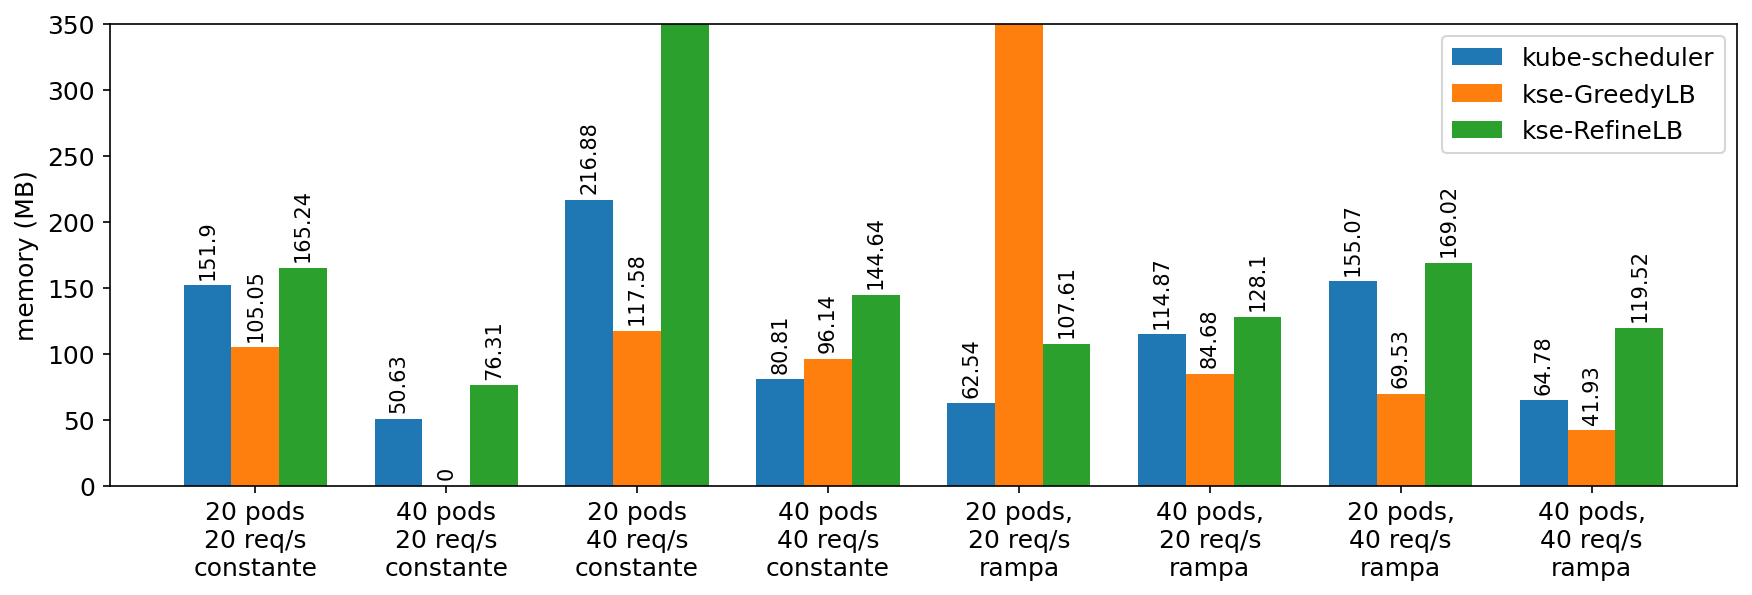 350
300
250
200
150
100
50
0
memory (MB)
kube-scheduler
kse-GreedyLB
kse-RefineLB
151.9
105.05
165.24
50.63
0
76.31
216.88
117.58
80.81
96.14
144.64
62.54
107.61
114.87
84.68
128.1
155.07
69.53
169.02
64.78
41.93
119.52
20 pods
20 req/s
constante
40 pods
20 req/s
constante
20 pods
40 req/s
constante
40 pods
40 req/s
constante
20 pods,
20 req/s
rampa
40 pods,
20 req/s
rampa
20 pods,
40 req/s
rampa
40 pods,
40 req/s
rampa